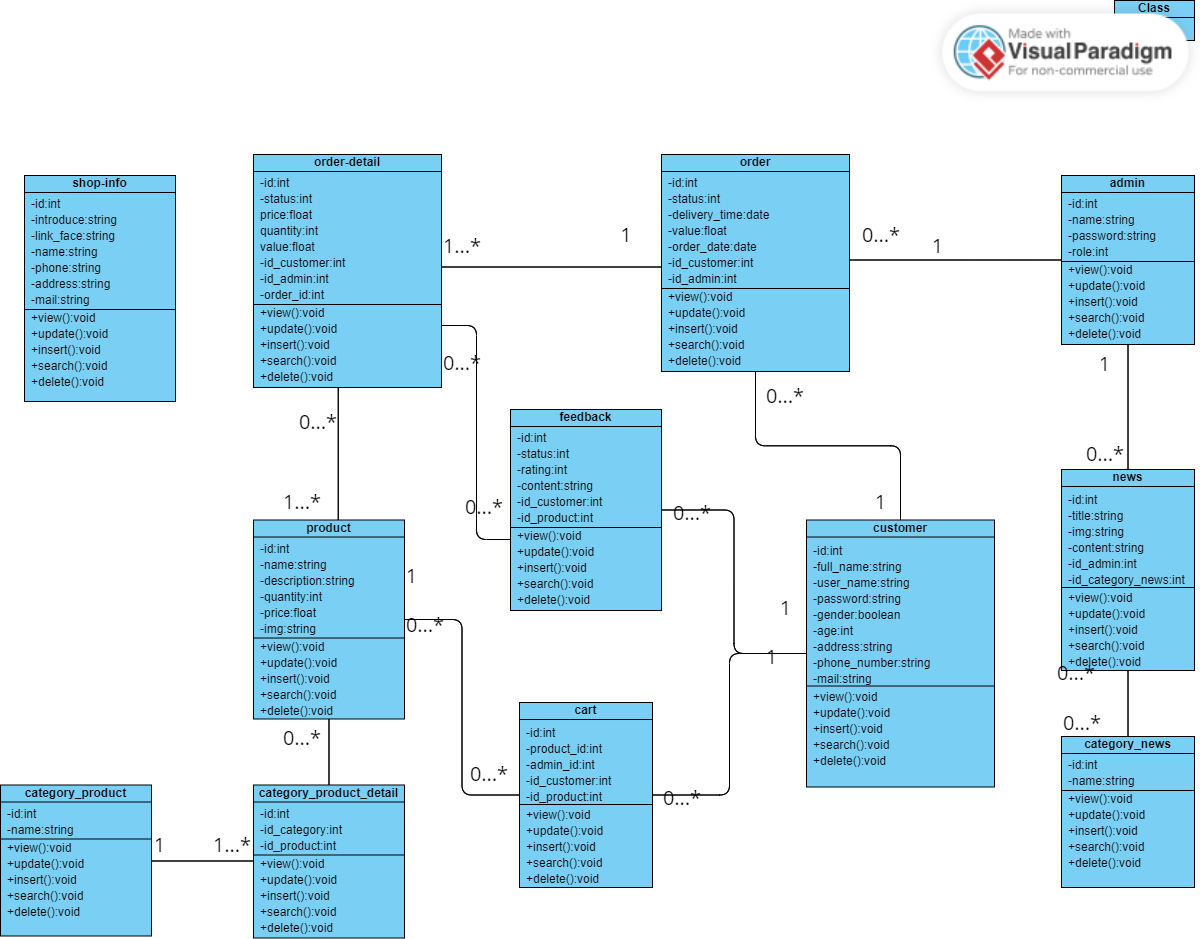 Class
Made with
Visual Paradigm
For non-commercial use
shop-info
-id:int
-introduce:string
-link_face:string
-name:string
-phone:string
-address:string
-mail:string
+view():void
+update():void
+insert():void
+search():void
+delete():void
order-detail
-id:int
-status:int
price:float
quantity:int
value:float
-id_customer:int
-id_admin:int
-order_id:int
+view():void
+update():void
+insert():void
+search():void
+delete():void
1...*
1
order
-id:int
-status:int
-delivery_time:date
-value:float
-order_date:date
-id_customer:int
-id_admin:int
+view():void
+update():void
+insert():void
+search():void
+delete():void
0...*
1
admin
-id:int
-name:string
-password:string
-role:int
+view():void
+update():void
+insert():void
+search():void
+delete():void
0...*
0...*
1
0...*
0...*
1...*
feedback
-id:int
-status:int
-rating:int
-content:string
-id_customer:int
-id_product:int
+view():void
+update():void
+insert():void
+search():void
+delete():void
0...*
0...*
1
0...*
news
-id:int
-title:string
-img:string
-content:string
-id_admin:int
-id_category_news:int
+view():void
+update():void
+insert():void
+search():void
+delete():void
product
-id:int
-name:string
-description:string
-quantity:int
-price:float
-img:string
+view():void
+update():void
+insert():void
+search():void
+delete():void
1
0...*
customer
-id:int
-full_name:string
-user_name:string
-password:string
-gender:boolean
-age:int
-address:string
-phone_number:string
-mail:string
+view():void
+update():void
+insert():void
+search():void
+delete():void
1
1
0...*
0...*
0...*
0...*
cart
-id:int
-product_id:int
-admin_id:int
-id_customer:int
-id_product:int
+view():void
+update():void
+insert():void
+search():void
+delete():void
0...*
category_news
-id:int
-name:string
+view():void
+update():void
+insert():void
+search():void
+delete():void
category_product
-id:int
-name:string
+view():void
+update():void
+insert():void
+search():void
+delete():void
1
1...*
category_product_detail
-id:int
-id_category:int
-id_product:int
+view():void
+update():void
+insert():void
+search():void
+delete():void